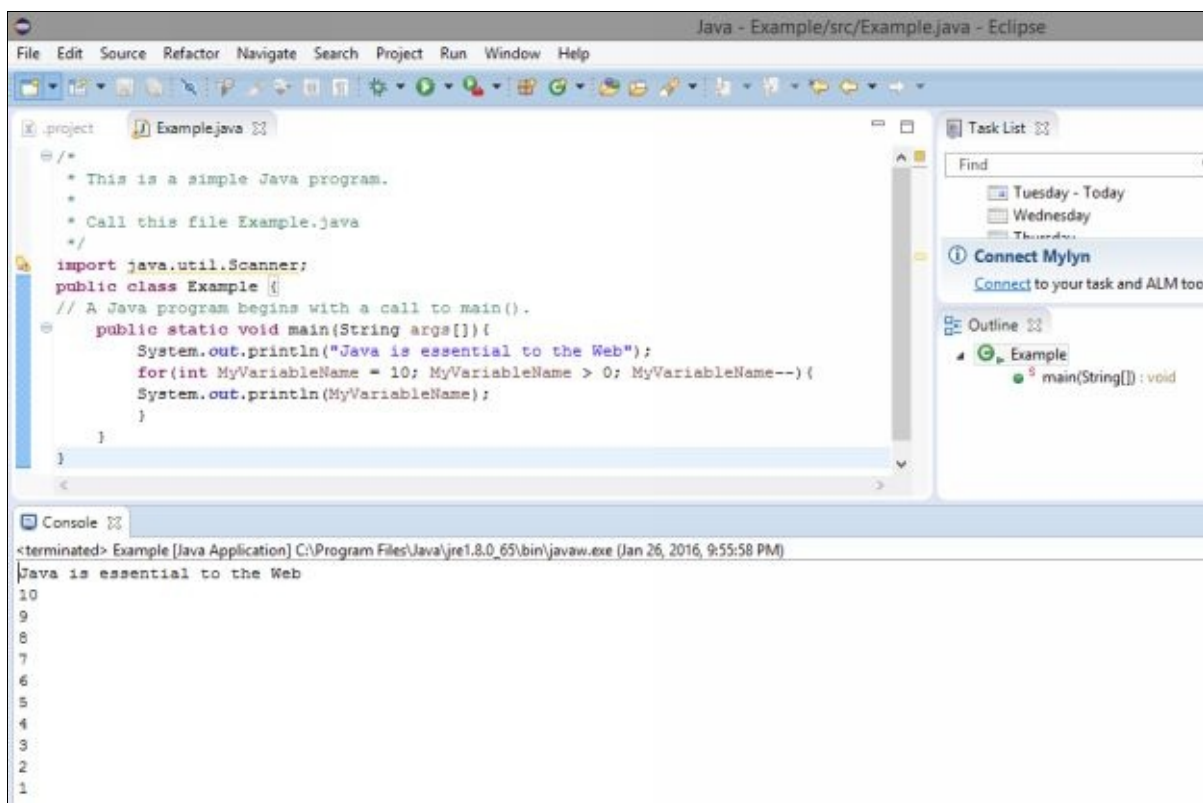 Java - Example/src/Example.java - Eclipse
File Edit Source Refactor Navigate Search Project Run Window Help
.project
Example.java
/*
* This is a simple Java program.
*
* Call this file Example.java
*/
import java.util.Scanner;
public class Example {
// A Java program begins with a call to main().
public static void main(String args[]){
System.out.println("Java is essential to the Web");
for(int MyVariableName = 10; MyVariableName > 0; MyVariableName--){
System.out.println(MyVariableName);
}
}
}
Task List
Find
Tuesday - Today
Wednesday
Thursday
Connect Mylyn
Connect to your task and ALM too
Outline
Example
S main(String[]) : void
Console
<terminated> Example [Java Application] C:\Program Files\Java\jre1.8.0_65\bin\javaw.exe (Jan 26, 2016, 9:55:58 PM)
Java is essential to the Web
10
9
8
7
6
5
4
3
2
1